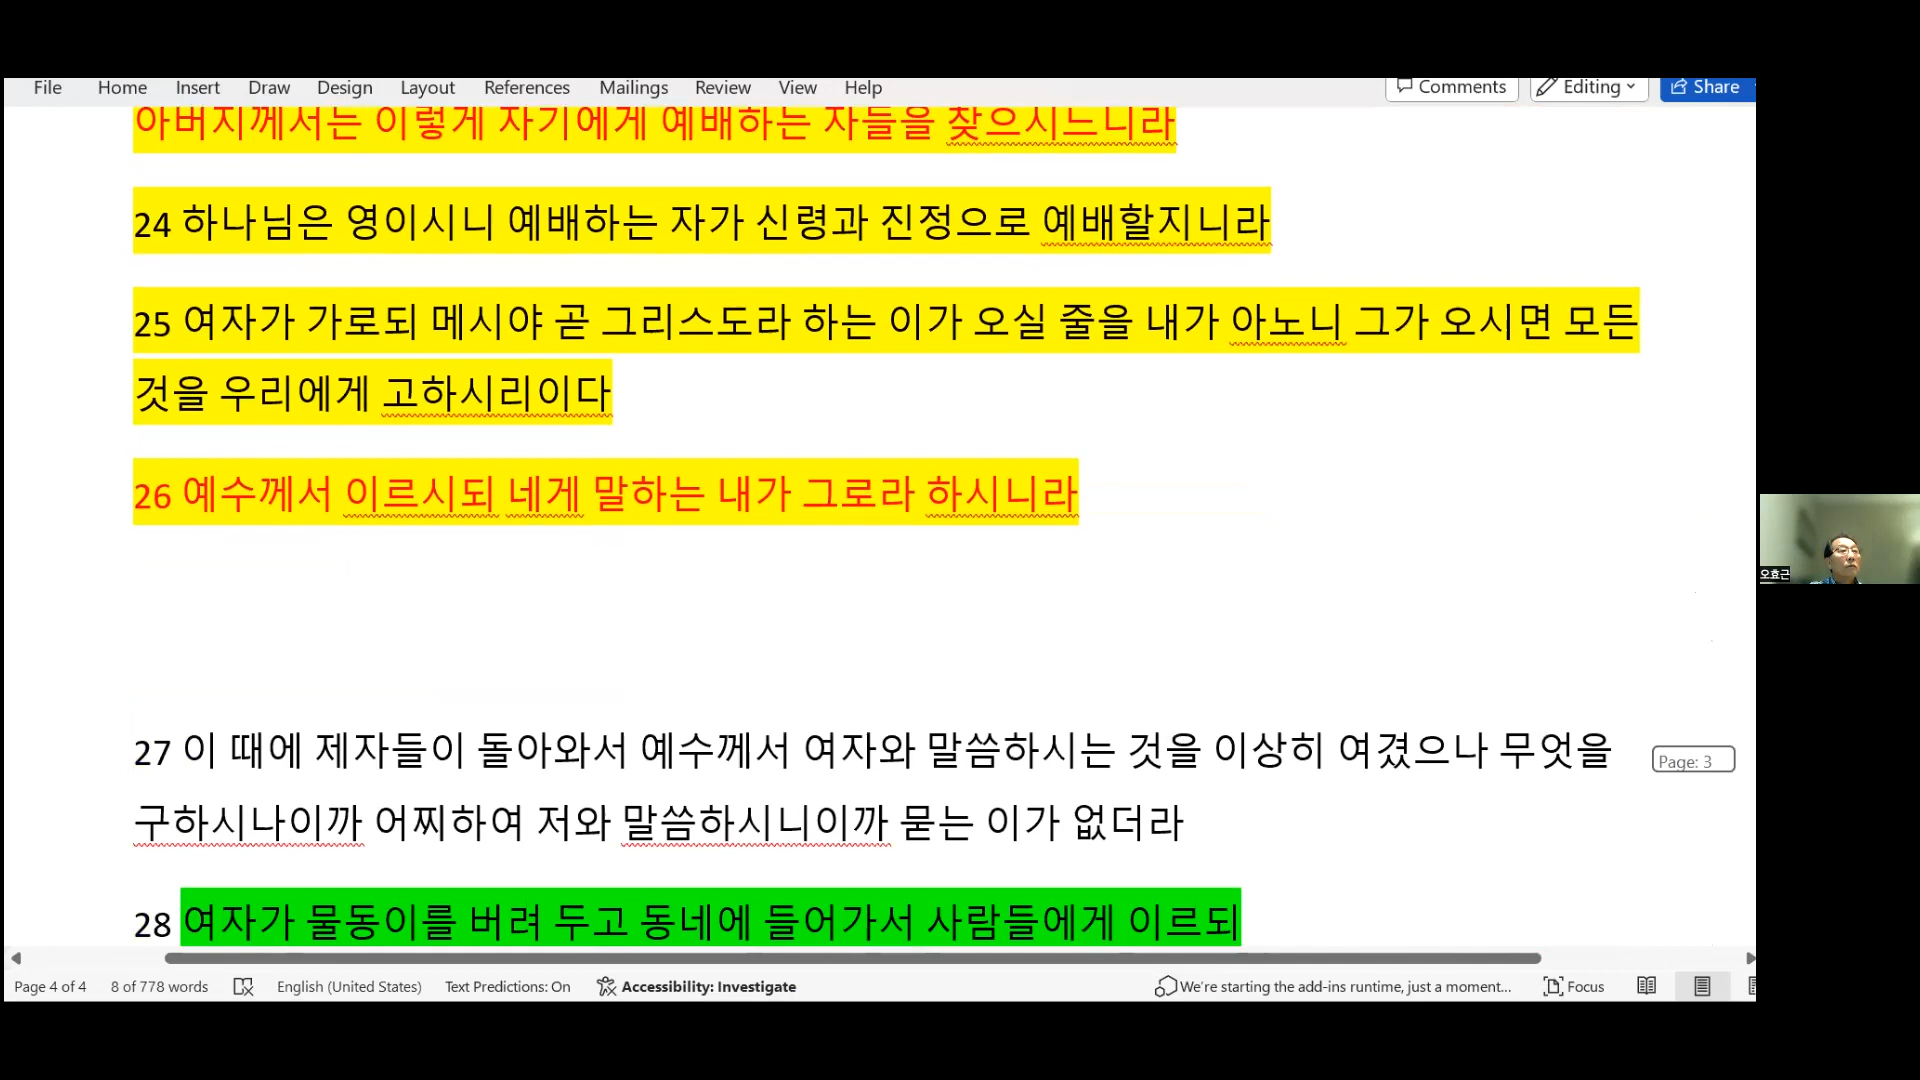 File Home Insert Draw Design Layout References Mailings Review View Help Comments Editing Share
아버지께서는 이렇게 자기에게 예배하는 자들을 찾으시느니라
24 하나님은 영이시니 예배하는 자가 신령과 진정으로 예배할지니라
25 여자가 가로되 메시야 곧 그리스도라 하는 이가 오실 줄을 내가 아노니 그가 오시면 모든
것을 우리에게 고하시리이다
26 예수께서 이르시되 네게 말하는 내가 그로라 하시니라
오효근
27 이 때에 제자들이 돌아와서 예수께서 여자와 말씀하시는 것을 이상히 여겼으나 무엇을
Page: 3
구하시나이까 어찌하여 저와 말씀하시니이까 묻는 이가 없더라
28 여자가 물동이를 버려 두고 동네에 들어가서 사람들에게 이르되
Page 4 of 4 8 of 778 words English (United States) Text Predictions: On Accessibility: Investigate We're starting the add-ins runtime, just a moment... Focus